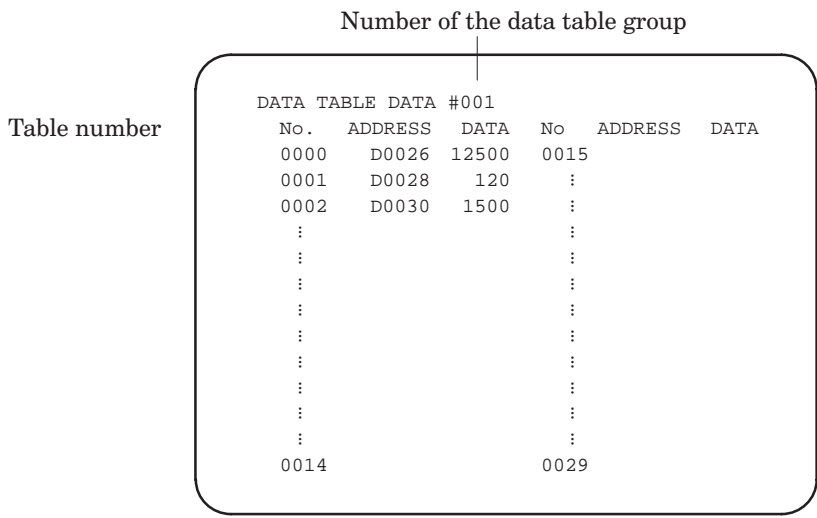 Number of the data table group
DATA TABLE DATA #001
Table number
No. ADDRESS DATA No ADDRESS DATA
0000 D0026 12500 0015
0001 D0028 120 ⋮
0002 D0030 1500 ⋮
⋮ ⋮
⋮ ⋮
⋮ ⋮
⋮ ⋮
⋮ ⋮
⋮ ⋮
⋮ ⋮
⋮ ⋮
⋮ ⋮
0014 0029